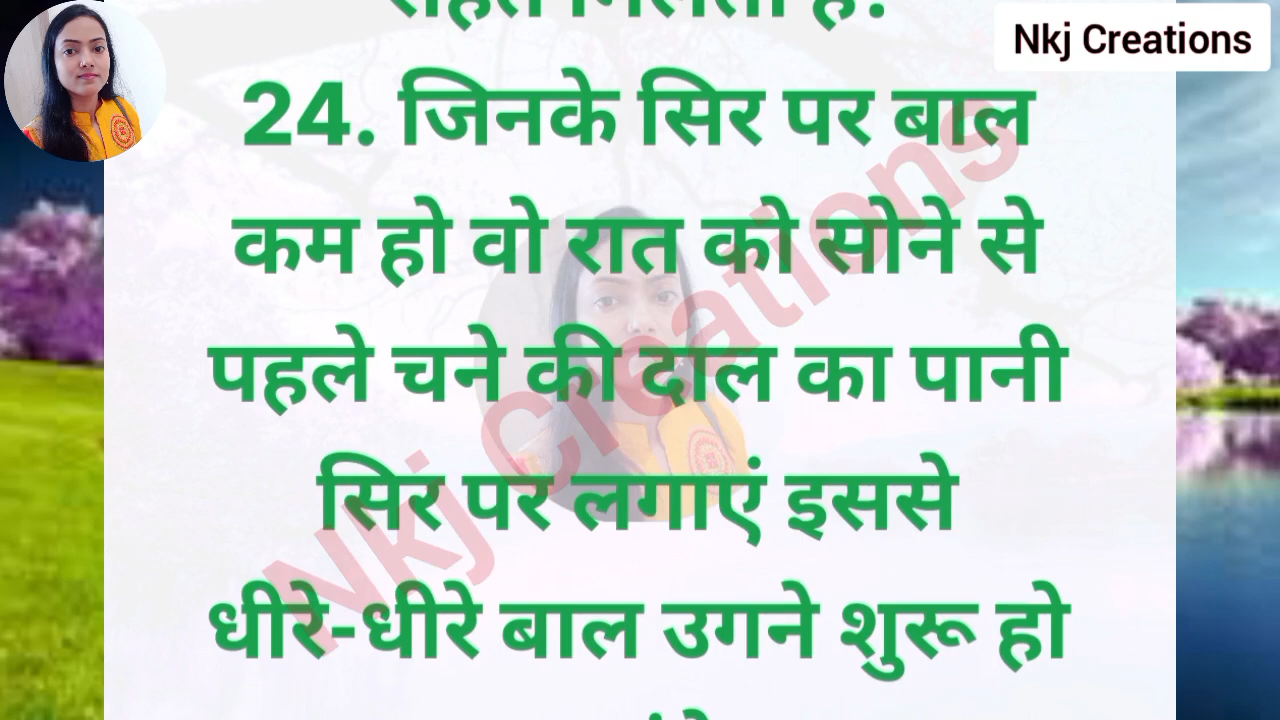 Nkj Creations
24. जिनके सिर पर बाल
कम हो वो रात को सोने से
पहले चने की दाल का पानी
सिर पर लगाएं इससे
धीरे-धीरे बाल उगने शुरू हो
Nkj Creations